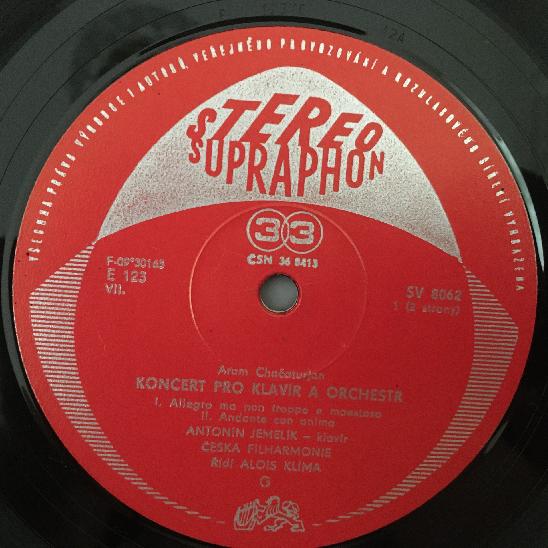 VŠECHNA PRÁVA VÝROBCE I AUTORŮ, VEŘEJNÉHO PROVOZOVÁNÍ A ROZHLASOVÉHO ŠÍŘENÍ VYHRAŽENA
STEREO
SUPRAPHON
33
ČSN 36 8413
F-09*30163
E 123
VII.
SV 8062
1 (2 strany)
Aram Chačaturjan
KONCERT PRO KLAVÍR A ORCHESTR
I. Allegro ma non troppo e maestoso
II. Andante con anima
ANTONÍN JEMELÍK – klavír
ČESKÁ FILHARMONIE
Řídí ALOIS KLÍMA
G